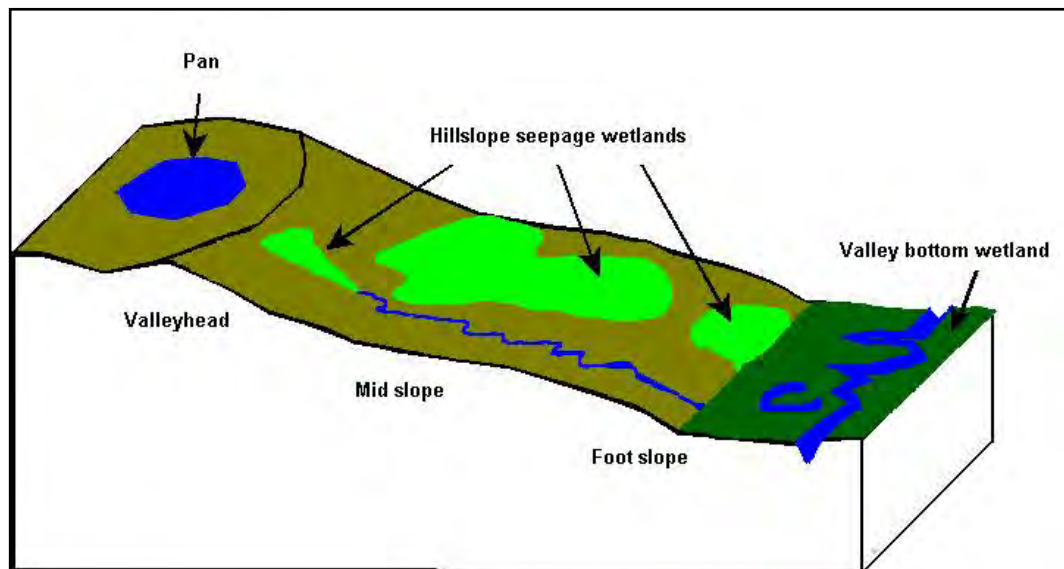 Pan
Hillslope seepage wetlands
Valley bottom wetland
Valleyhead
Mid slope
Foot slope